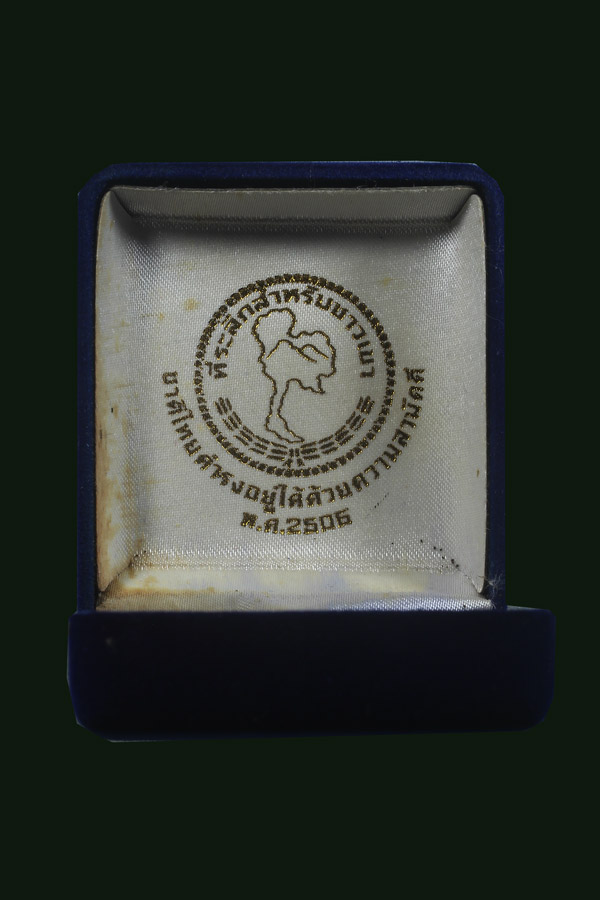 ที่ระลึกสำหรับชาวเขา
ชาติไทยดำรงอยู่ได้ด้วยความสามัคคี
พ.ศ.2506